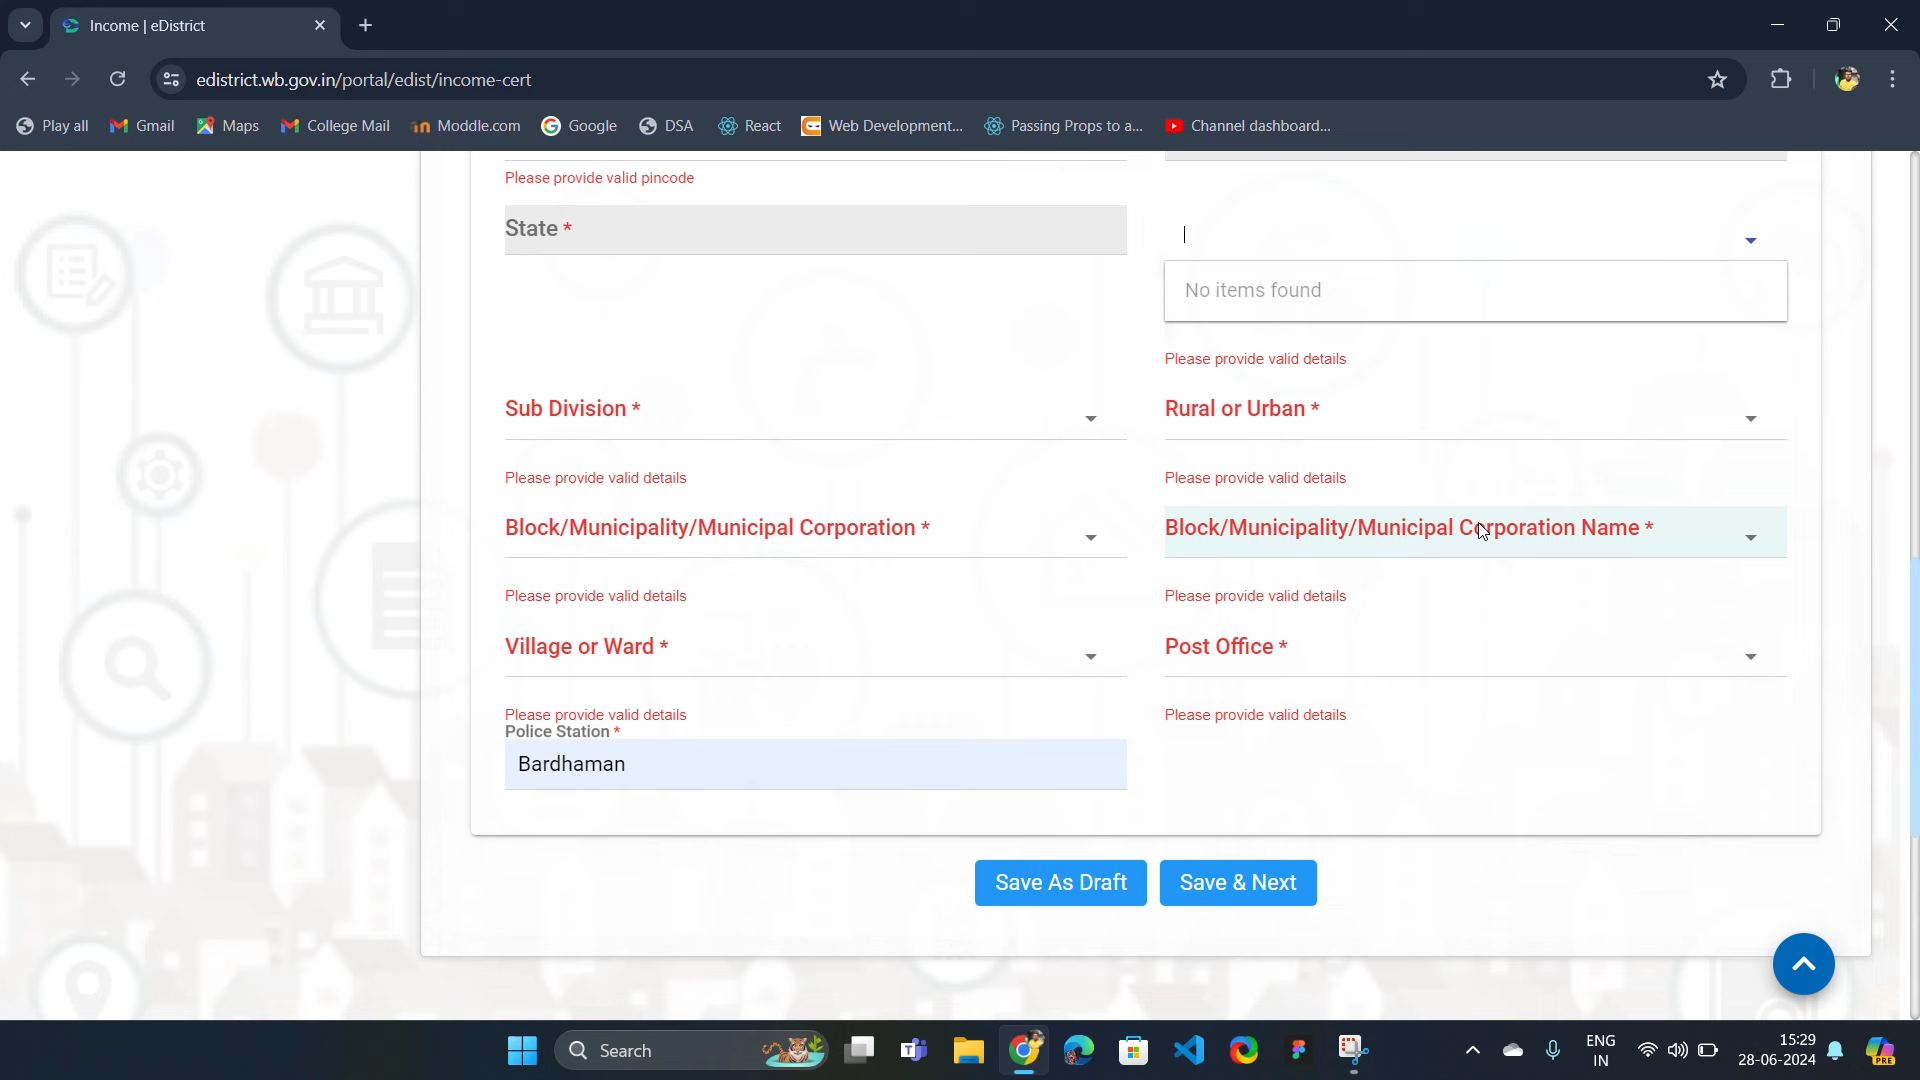 Income | eDistrict
edistrict.wb.gov.in/portal/edist/income-cert
Play all
Gmail
Maps
College Mail
Moddle.com
Google
DSA
React
Web Development...
Passing Props to a...
Channel dashboard...
Please provide valid pincode
State *
No items found
Please provide valid details
Sub Division *
Rural or Urban *
Please provide valid details
Please provide valid details
Block/Municipality/Municipal Corporation *
Block/Municipality/Municipal Corporation Name *
Please provide valid details
Please provide valid details
Village or Ward *
Post Office *
Please provide valid details
Please provide valid details
Police Station *
Bardhaman
Save As Draft
Save & Next
Search
ENG
IN
15:29
28-06-2024
PRE